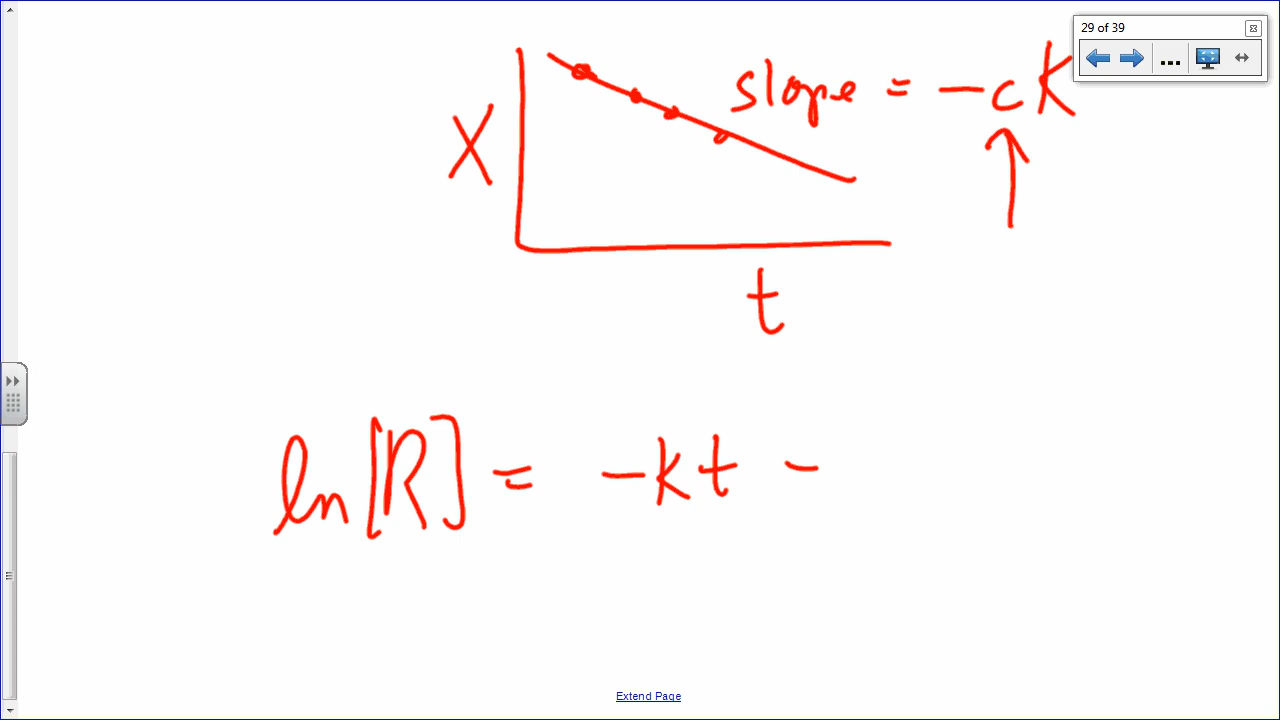 29 of 39
...
slope = -cK
X
t
ln[R] = -kt -
Extend Page